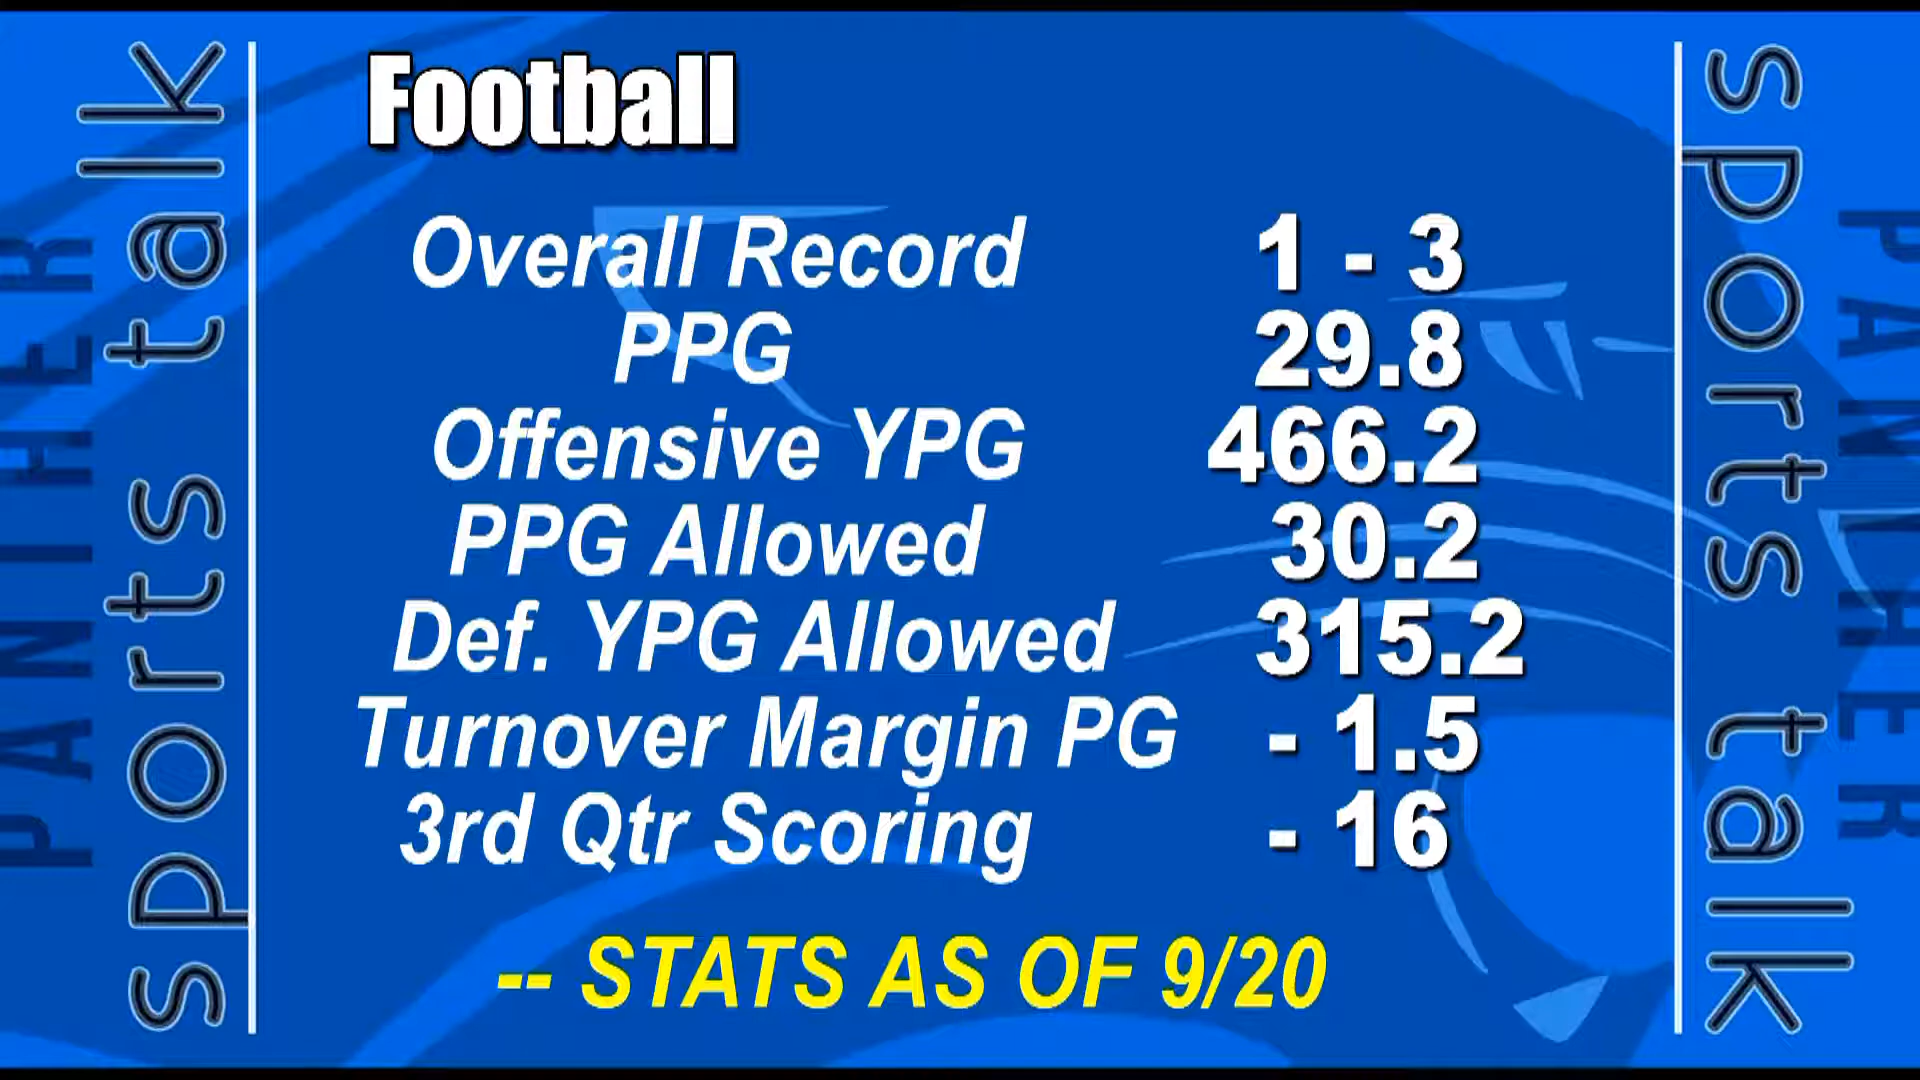 Football
Overall Record 1 - 3
PPG 29.8
Offensive YPG 466.2
PPG Allowed 30.2
Def. YPG Allowed 315.2
Turnover Margin PG - 1.5
3rd Qtr Scoring - 16
-- STATS AS OF 9/20
PANTHER
sports talk
sports talk
PANTHER